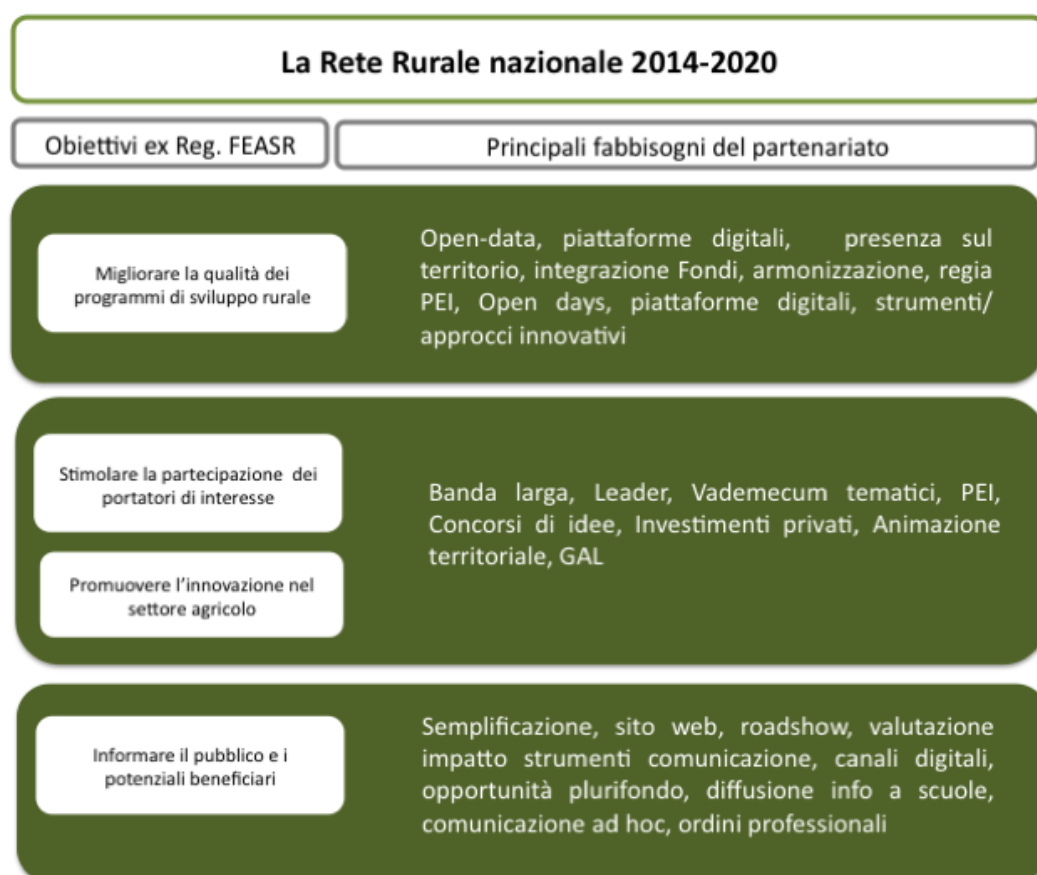 La Rete Rurale nazionale 2014-2020
Obiettivi ex Reg. FEASR
Principali fabbisogni del partenariato
Migliorare la qualità dei
programmi di sviluppo rurale
Open-data, piattaforme digitali, presenza sul
territorio, integrazione Fondi, armonizzazione, regia
PEI, Open days, piattaforme digitali, strumenti/
approcci innovativi
Stimolare la partecipazione dei
portatori di interesse
Promuovere l'innovazione nel
settore agricolo
Banda larga, Leader, Vademecum tematici, PEI,
Concorsi di idee, Investimenti privati, Animazione
territoriale, GAL
Informare il pubblico e i
potenziali beneficiari
Semplificazione, sito web, roadshow, valutazione
impatto strumenti comunicazione, canali digitali,
opportunità plurifondo, diffusione info a scuole,
comunicazione ad hoc, ordini professionali